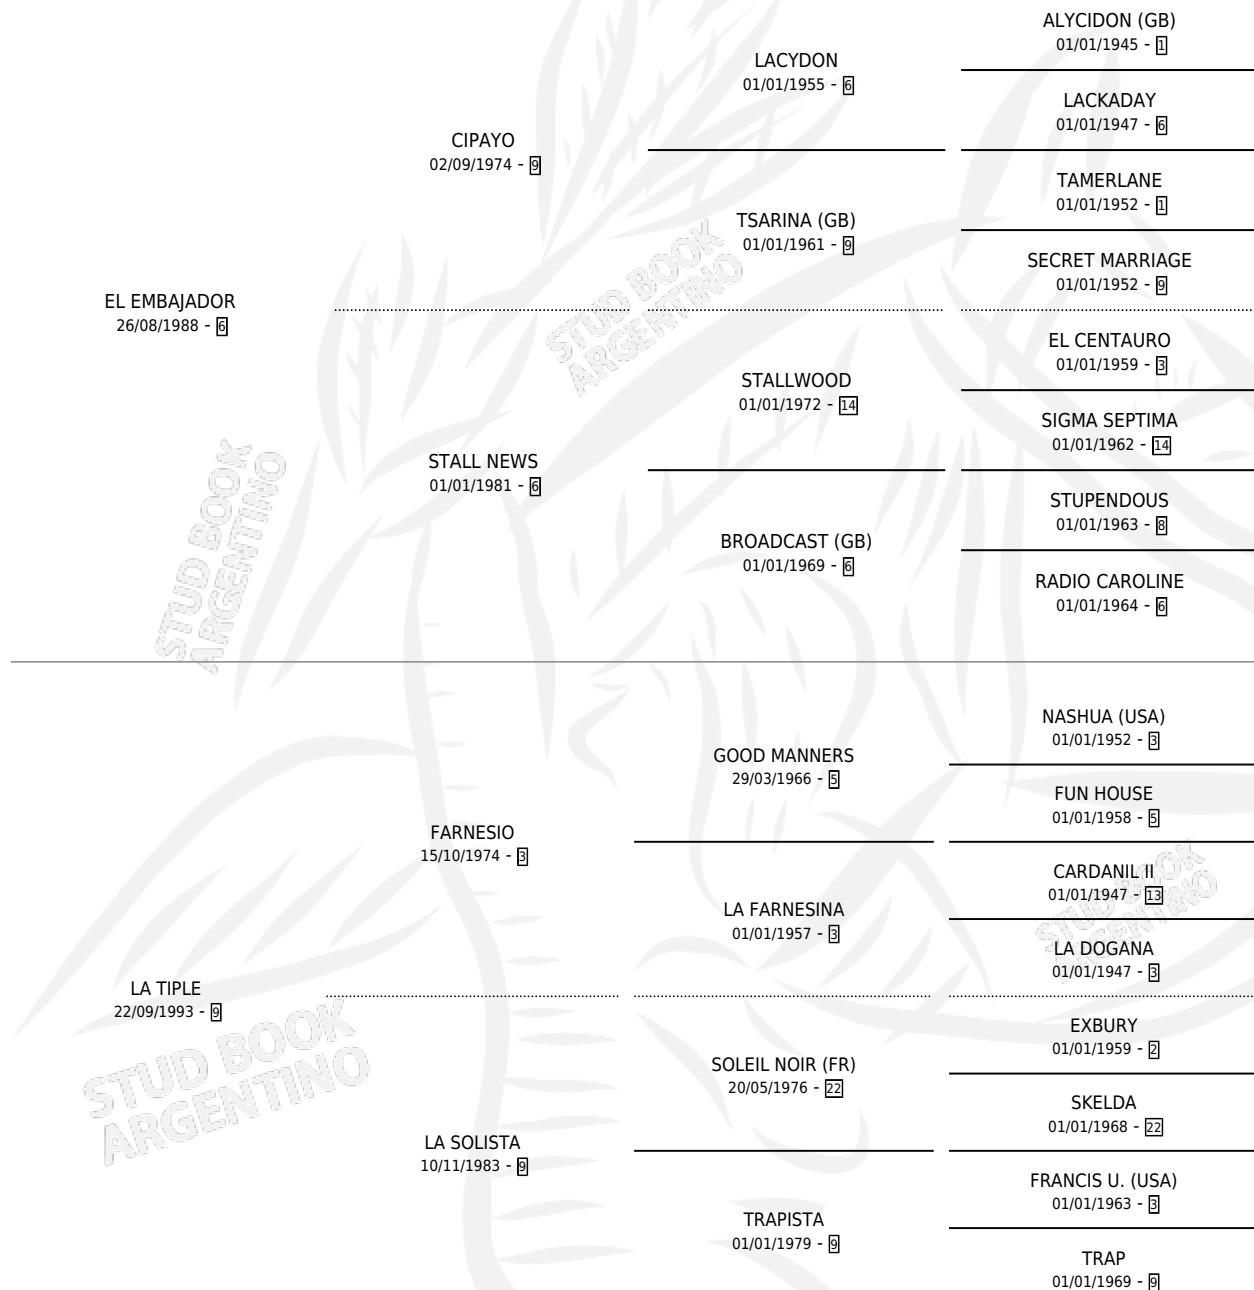 ALYCIDON (GB)
01/01/1945 - 1
LACYDON
01/01/1955 - 6
LACKADAY
01/01/1947 - 6
CIPAYO
02/09/1974 - 9
TAMERLANE
01/01/1952 - 1
TSARINA (GB)
01/01/1961 - 9
SECRET MARRIAGE
01/01/1952 - 9
EL EMBAJADOR
26/08/1988 - 6
EL CENTAURO
01/01/1959 - 3
STALLWOOD
01/01/1972 - 14
SIGMA SEPTIMA
01/01/1962 - 14
STALL NEWS
01/01/1981 - 6
STUPENDOUS
01/01/1963 - 8
BROADCAST (GB)
01/01/1969 - 6
RADIO CAROLINE
01/01/1964 - 6
STUD BOOK
ARGENTINO
STUD BOOK
ARGENTINO
NASHUA (USA)
01/01/1952 - 3
GOOD MANNERS
29/03/1966 - 5
FUN HOUSE
01/01/1958 - 5
FARNESIO
15/10/1974 - 3
CARDANIL II
01/01/1947 - 13
LA FARNESINA
01/01/1957 - 3
LA DOGANA
01/01/1947 - 3
LA TIPLE
22/09/1993 - 9
EXBURY
01/01/1959 - 2
SOLEIL NOIR (FR)
20/05/1976 - 22
SKELDA
01/01/1968 - 22
LA SOLISTA
10/11/1983 - 9
FRANCIS U. (USA)
01/01/1963 - 3
TRAPISTA
01/01/1979 - 9
TRAP
01/01/1969 - 9
STUD BOOK
ARGENTINO
STUD BOOK
ARGENTINO